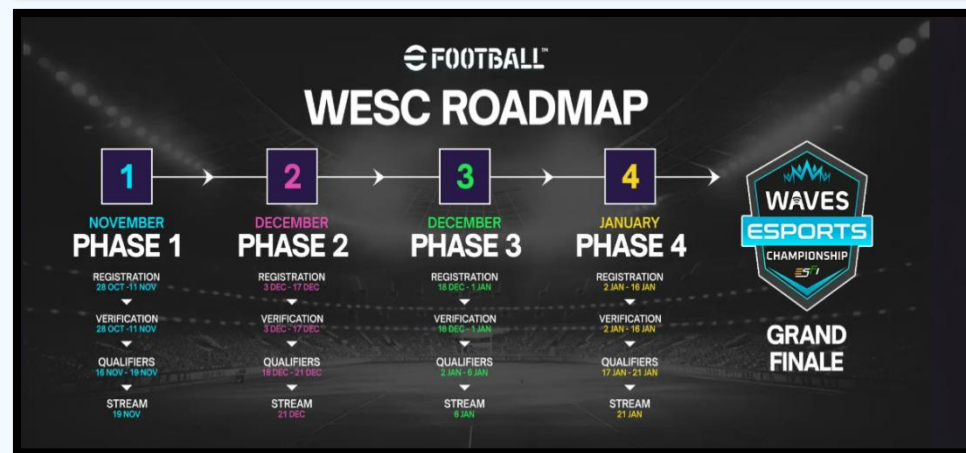 eFOOTBALL™
WESC ROADMAP
1
NOVEMBER
PHASE 1
REGISTRATION
28 OCT -11 NOV
VERIFICATION
28 OCT -11 NOV
QUALIFIERS
16 NOV - 19 NOV
STREAM
19 NOV
2
DECEMBER
PHASE 2
REGISTRATION
3 DEC - 17 DEC
VERIFICATION
3 DEC - 17 DEC
QUALIFIERS
18 DEC - 21 DEC
STREAM
21 DEC
3
DECEMBER
PHASE 3
REGISTRATION
18 DEC - 1 JAN
VERIFICATION
18 DEC - 1 JAN
QUALIFIERS
2 JAN - 6 JAN
STREAM
6 JAN
4
JANUARY
PHASE 4
REGISTRATION
2 JAN - 16 JAN
VERIFICATION
2 JAN - 16 JAN
QUALIFIERS
17 JAN - 21 JAN
STREAM
21 JAN
WAVES
ESPORTS
CHAMPIONSHIP
ESFI
GRAND
FINALE